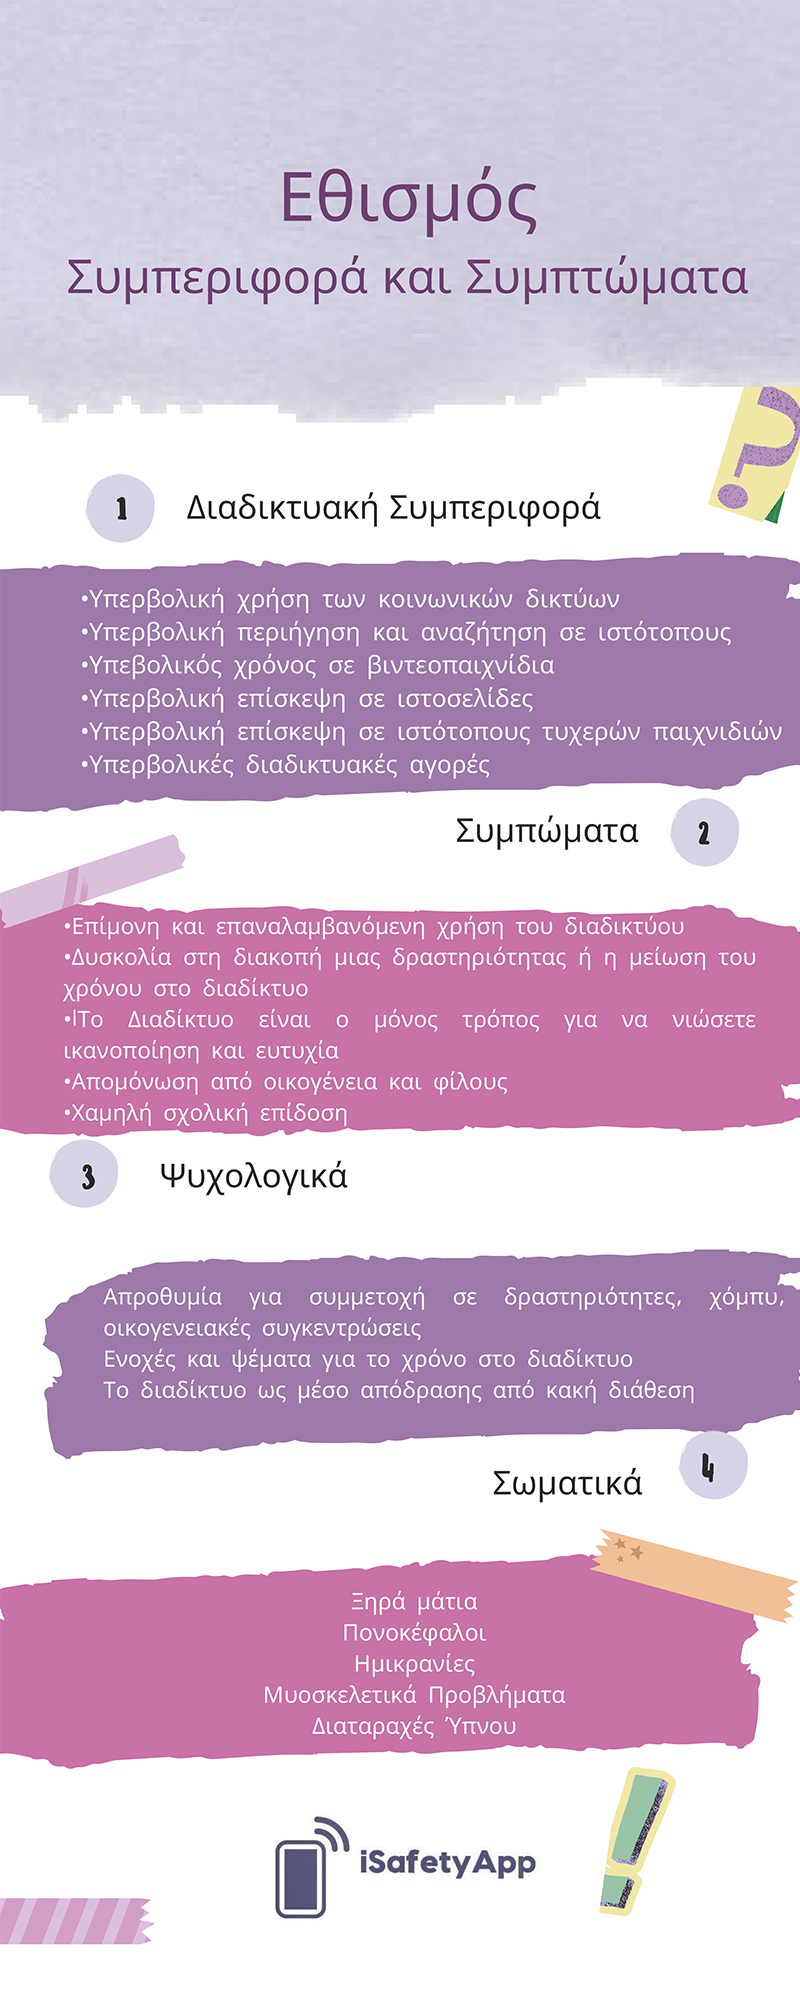 Εθισμός
Συμπεριφορά και Συμπτώματα
?
1
Διαδικτυακή Συμπεριφορά
•Υπερβολική χρήση των κοινωνικών δικτύων
•Υπερβολική περιήγηση και αναζήτηση σε ιστότοπους
•Υπεβολικός χρόνος σε βιντεοπαιχνίδια
•Υπερβολική επίσκεψη σε ιστοσελίδες
•Υπερβολική επίσκεψη σε ιστότοπους τυχερών παιχνιδιών
•Υπερβολικές διαδικτυακές αγορές
Συμπώματα 2
•Επίμονη και επαναλαμβανόμενη χρήση του διαδικτύου
•Δυσκολία στη διακοπή μιας δραστηριότητας ή η μείωση του
χρόνου στο διαδίκτυο
•ΙΤο Διαδίκτυο είναι ο μόνος τρόπος για να νιώσετε
ικανοποίηση και ευτυχία
•Απομόνωση από οικογένεια και φίλους
•Χαμηλή σχολική επίδοση
3 Ψυχολογικά
Απροθυμία για συμμετοχή σε δραστηριότητες, χόμπυ,
οικογενειακές συγκεντρώσεις
Ενοχές και ψέματα για το χρόνο στο διαδίκτυο
Το διαδίκτυο ως μέσο απόδρασης από κακή διάθεση
Σωματικά 4
Ξηρά μάτια
Πονοκέφαλοι
Ημικρανίες
Μυοσκελετικά Προβλήματα
Διαταραχές Ύπνου
iSafetyApp
!